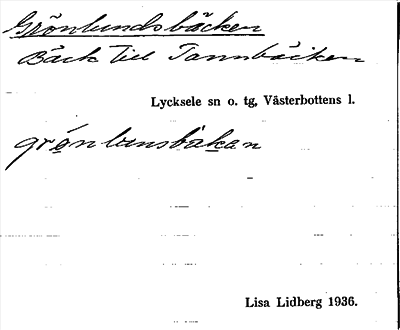 Grönlundsbäcken
Bäck till Tannbäcken
Lycksele sn o. tg, Västerbottens l.
grönlunsbäkan
Lisa Lidberg 1936.